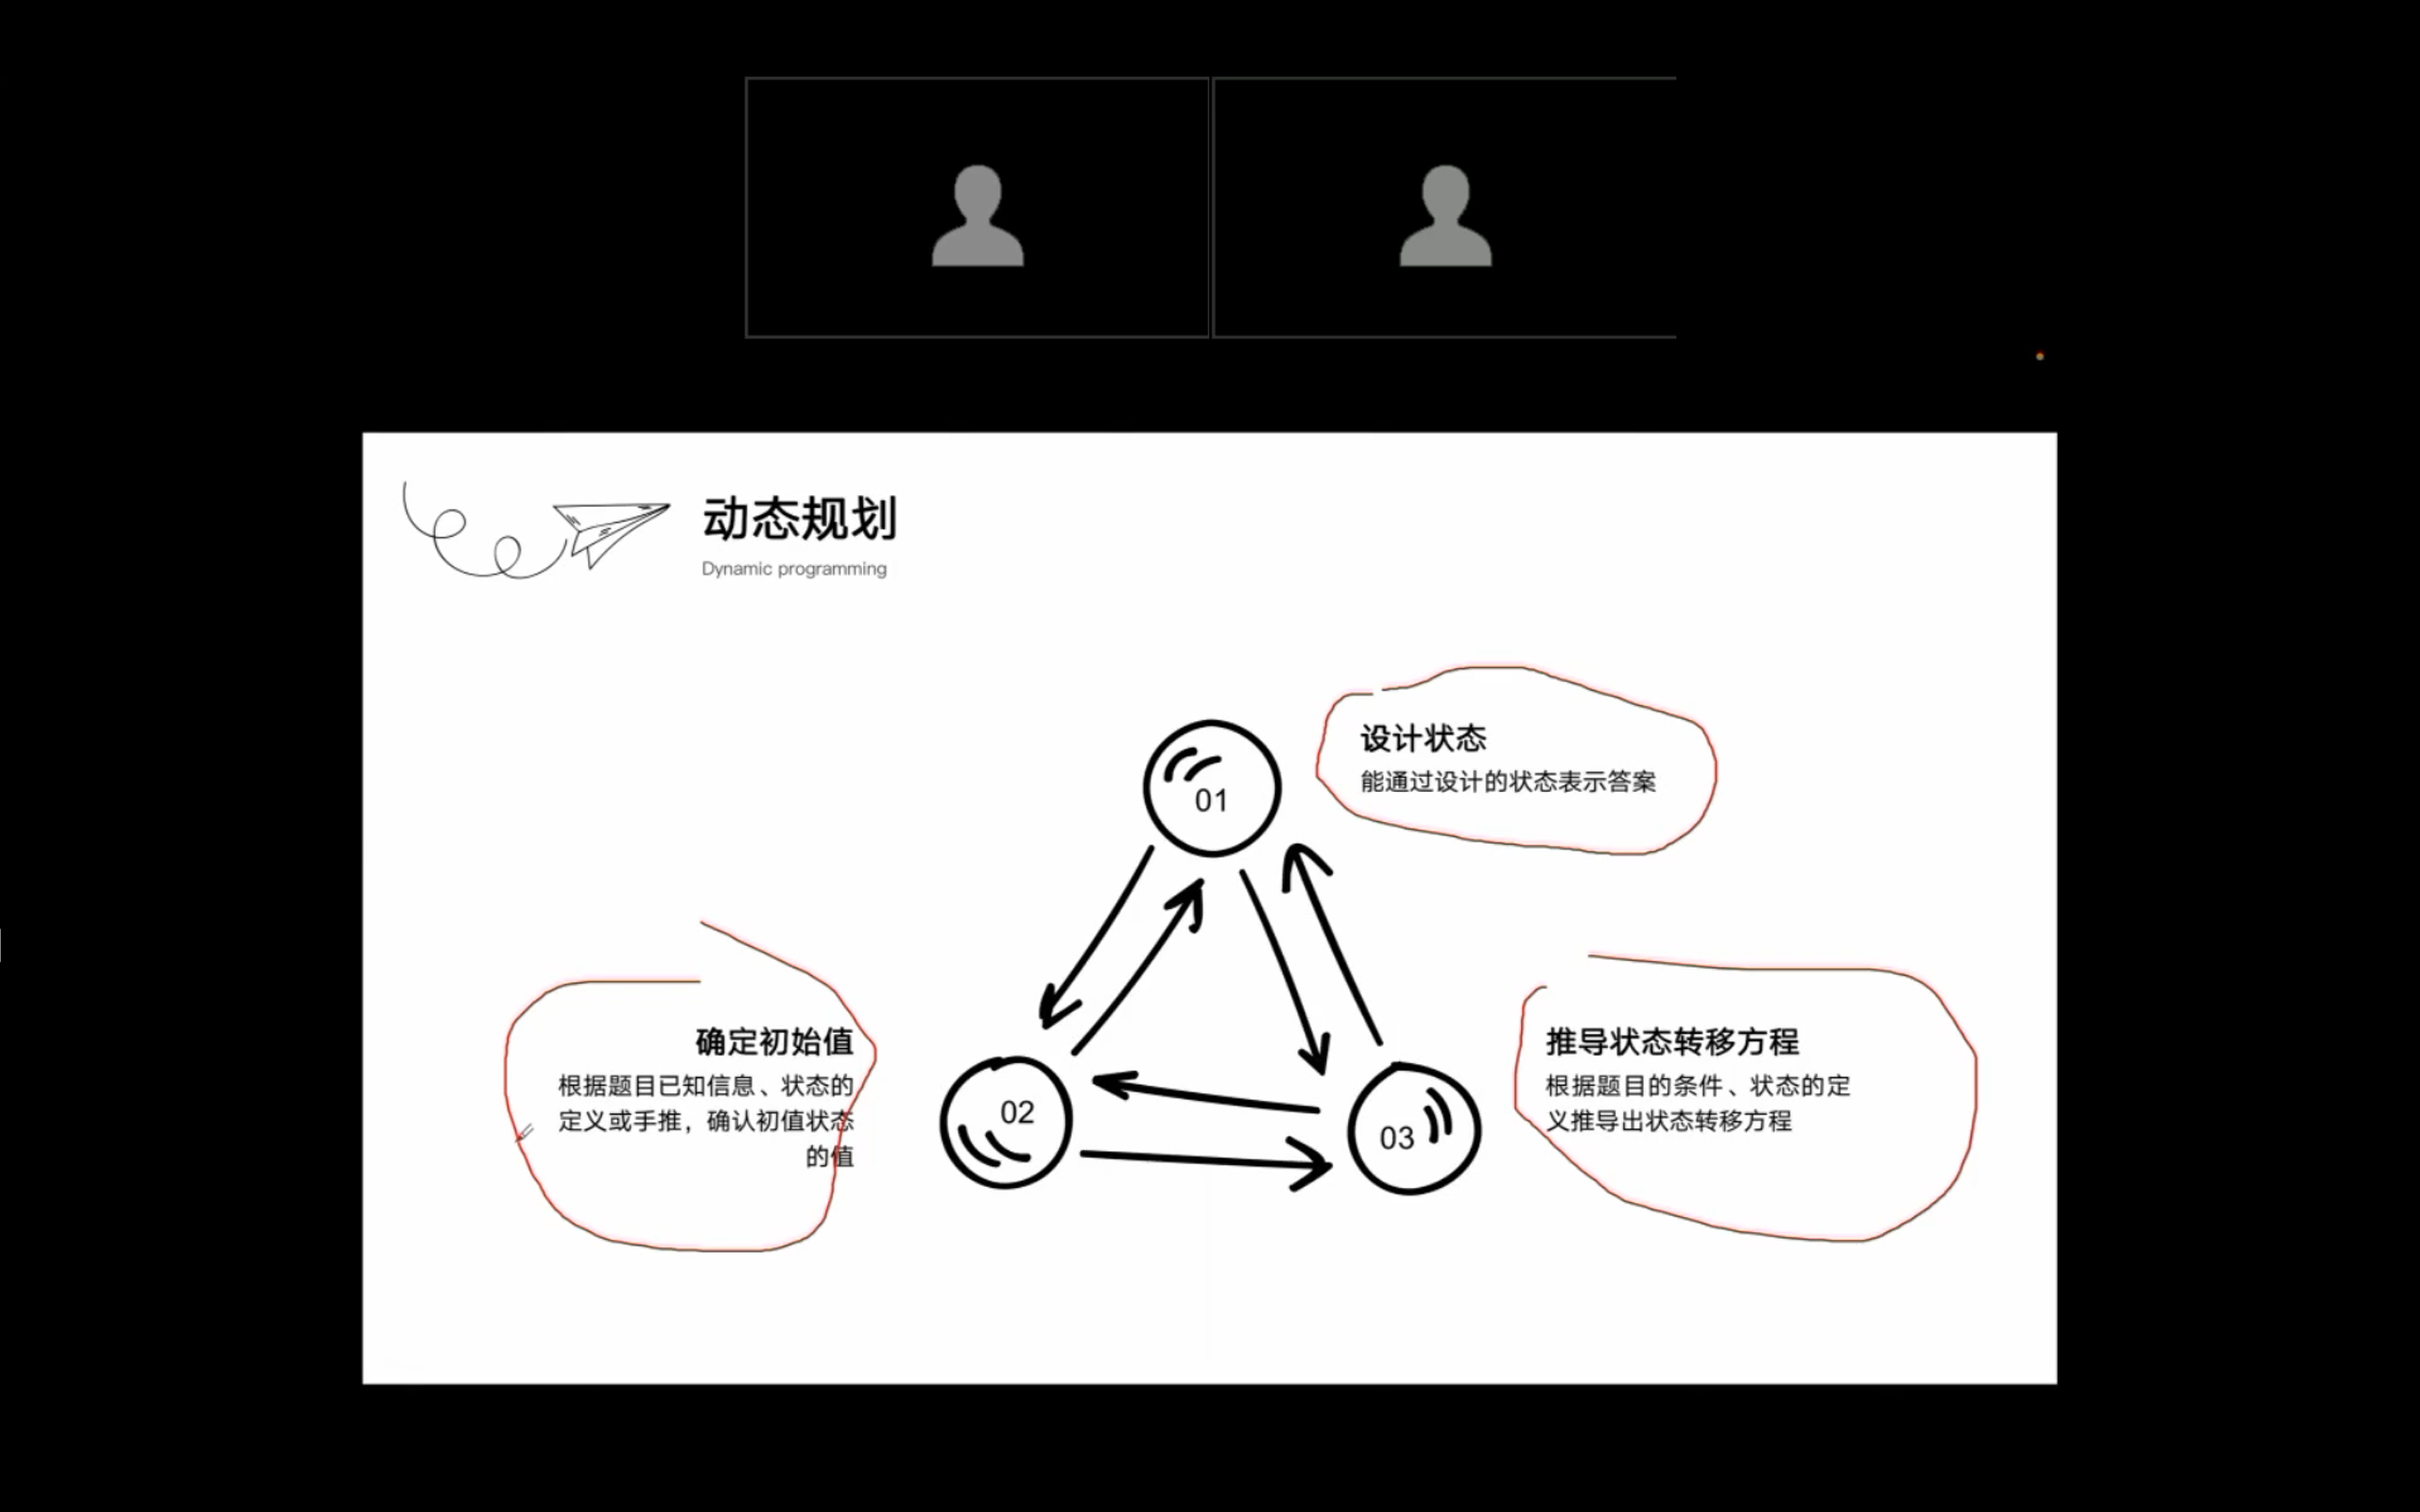 动态规划
Dynamic programming
01
设计状态
能通过设计的状态表示答案
02
确定初始值
根据题目已知信息、状态的
定义或手推，确认初值状态
的值
03
推导状态转移方程
根据题目的条件、状态的定
义推导出状态转移方程